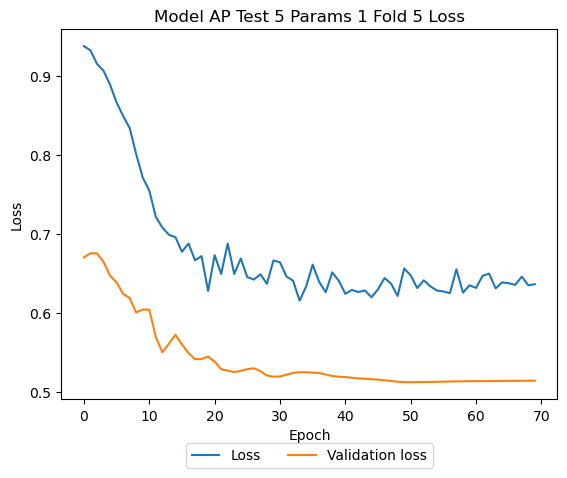 Model AP Test 5 Params 1 Fold 5 Loss
Loss
0.9
0.8
0.7
0.6
0.5
0 10 20 30 40 50 60 70
Epoch
Loss Validation loss